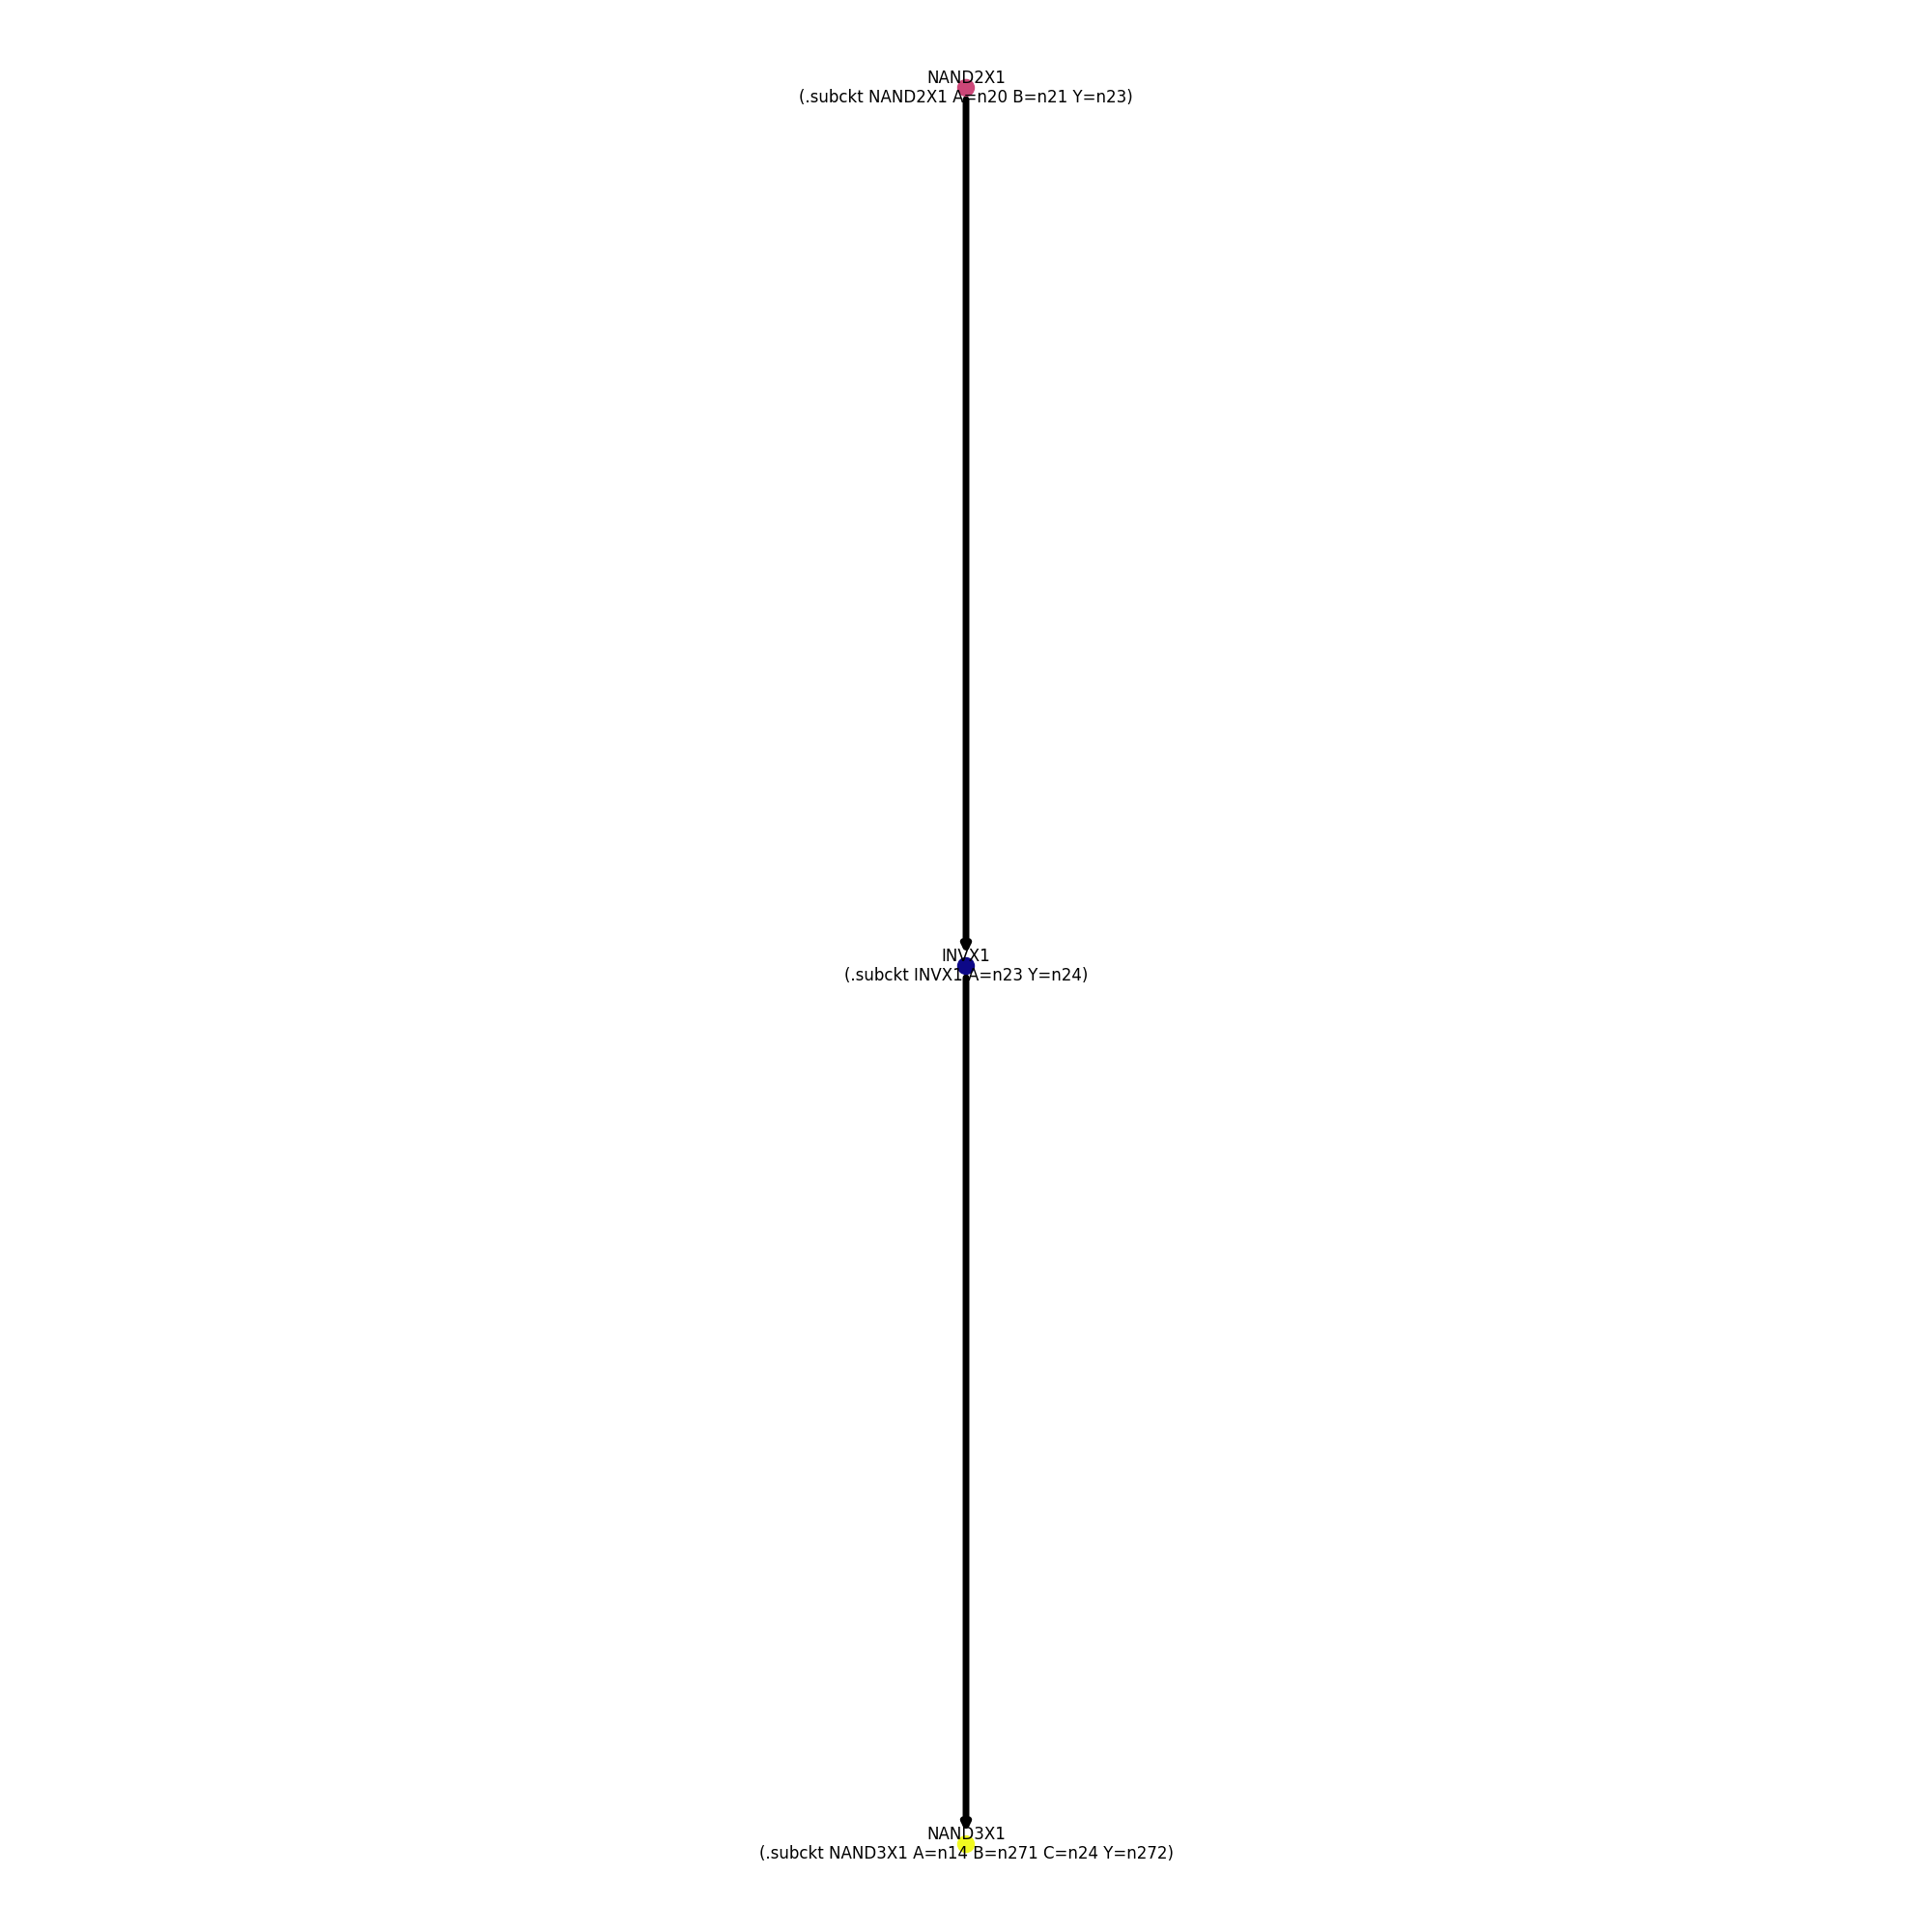 NAND2X1
(.subckt NAND2X1 A=n20 B=n21 Y=n23)
INVX1
(.subckt INVX1 A=n23 Y=n24)
NAND3X1
(.subckt NAND3X1 A=n14 B=n271 C=n24 Y=n272)